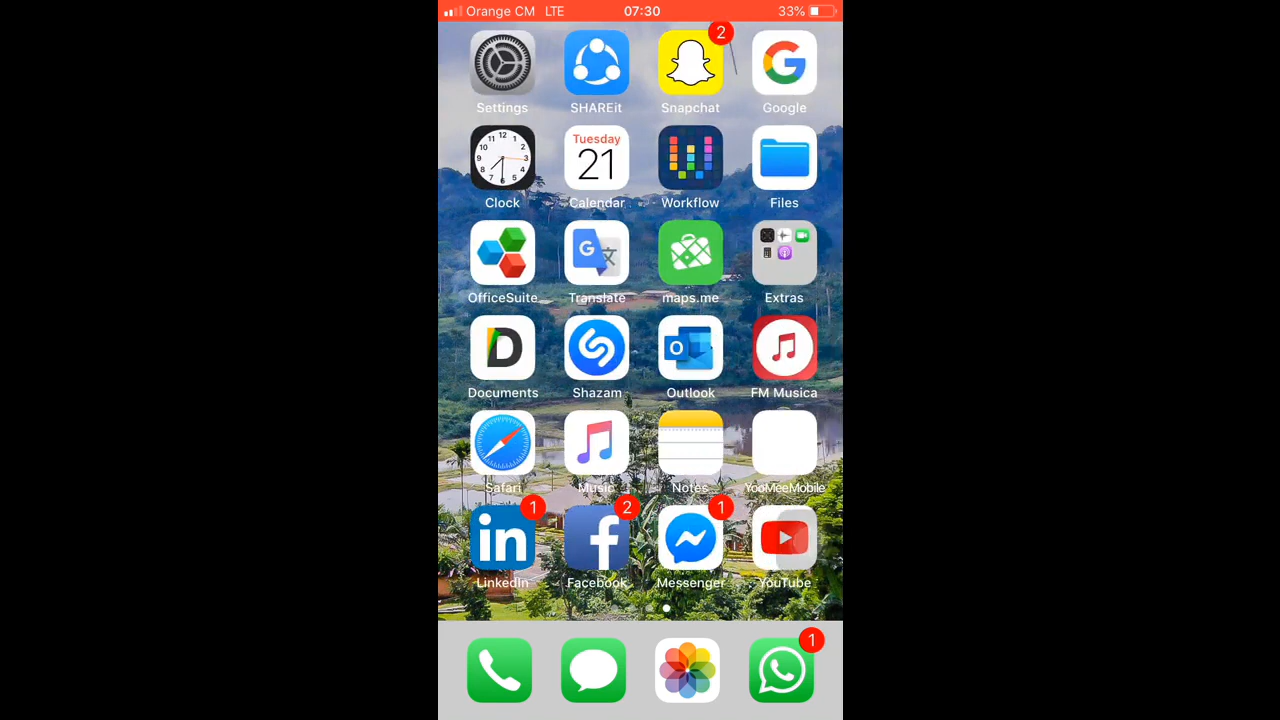 Orange CM LTE 07:30 33%
2
Settings SHAREit Snapchat Google
Tuesday
21
Clock Calendar Workflow Files
OfficeSuite Translate maps.me Extras
D
Documents Shazam Outlook FM Musica
Safari Music Notes YooMeeMobile
1 2 1
in f
LinkedIn Facebook Messenger YouTube
1